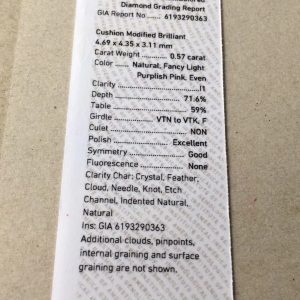 Diamond Grading Report
GIA Report No ...... 6193290363
Cushion Modified Brilliant
4.69 x 4.35 x 3.11 mm
Carat Weight ........ 0.57 carat
Color ...... Natural, Fancy Light
Purplish Pink, Even
Clarity ........ I1
Depth ........ 71.6%
Table ........ 59%
Girdle ........ VTN to VTK, F
Culet ........ NON
Polish ........ Excellent
Symmetry ........ Good
Fluorescence ........ None
Clarity Char: Crystal, Feather,
Cloud, Needle, Knot, Etch
Channel, Indented Natural,
Natural
Ins: GIA 6193290363
Additional clouds, pinpoints,
internal graining and surface
graining are not shown.